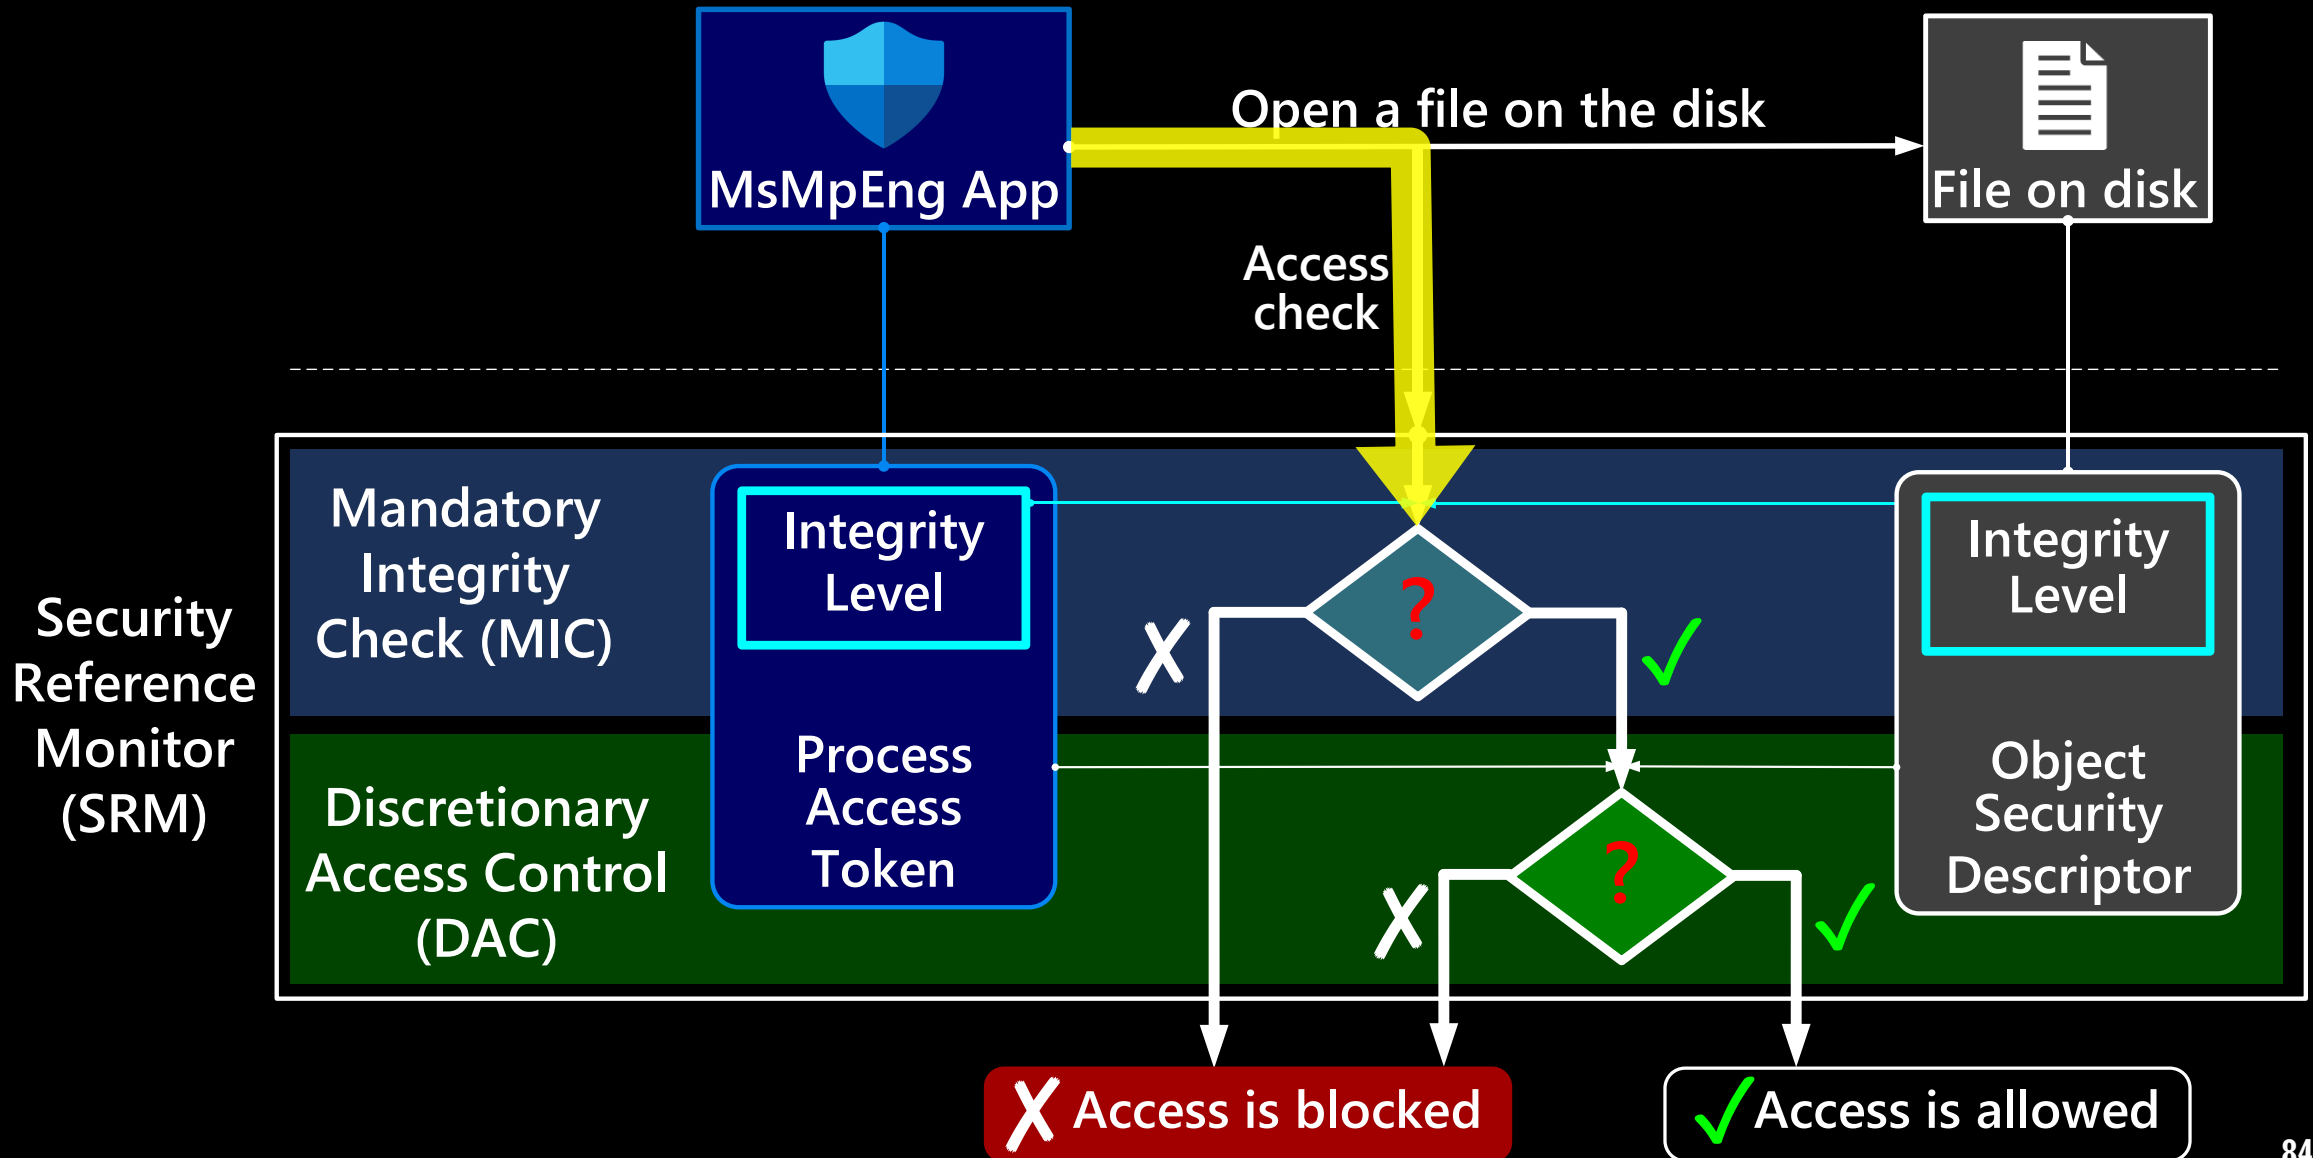 MsMpEng App
Open a file on the disk
File on disk
Access
check
Security
Reference
Monitor
(SRM)
Mandatory
Integrity
Check (MIC)
Integrity
Level
?
Integrity
Level
Discretionary
Access Control
(DAC)
Process
Access
Token
?
Object
Security
Descriptor
Access is blocked
Access is allowed
84